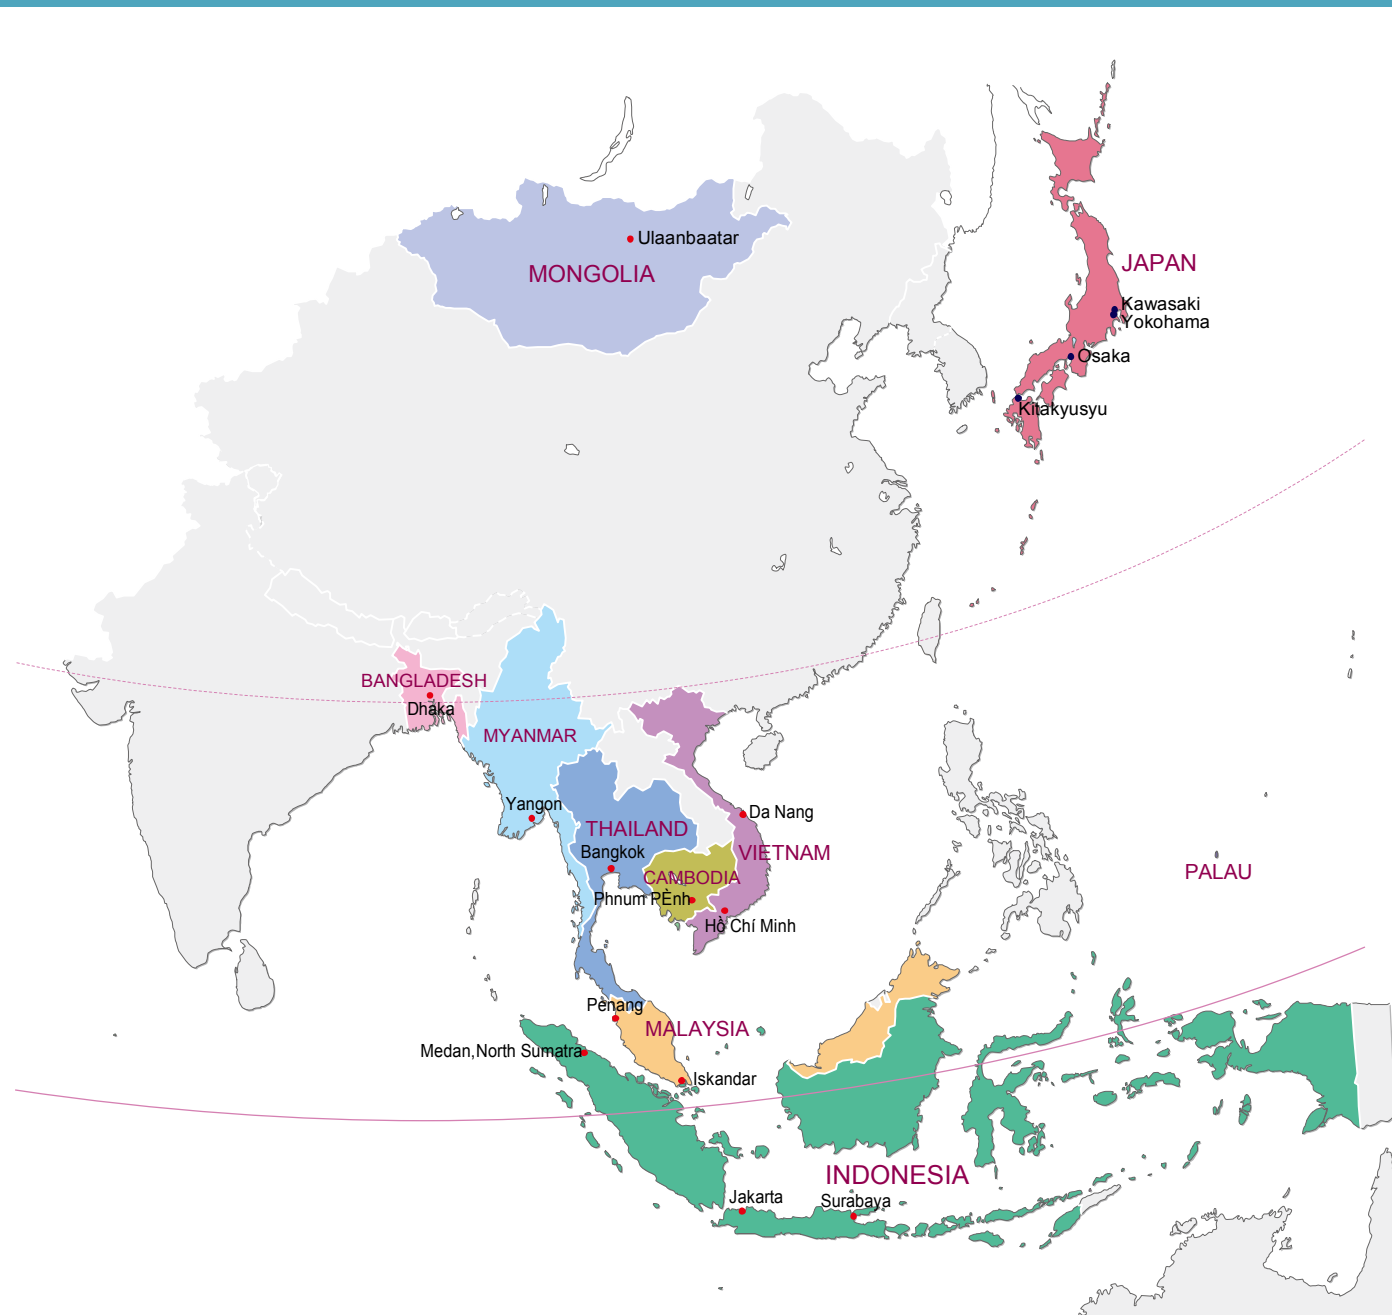 Ulaanbaatar
MONGOLIA
JAPAN
Kawasaki
Yokohama
Osaka
Kitakyusyu
BANGLADESH
Dhaka
MYANMAR
Yangon
THAILAND
Bangkok
Da Nang
VIETNAM
CAMBODIA
Phnum PÈnh
Hồ Chí Minh
PALAU
Penang
MALAYSIA
Medan,North Sumatra
Iskandar
INDONESIA
Jakarta
Surabaya